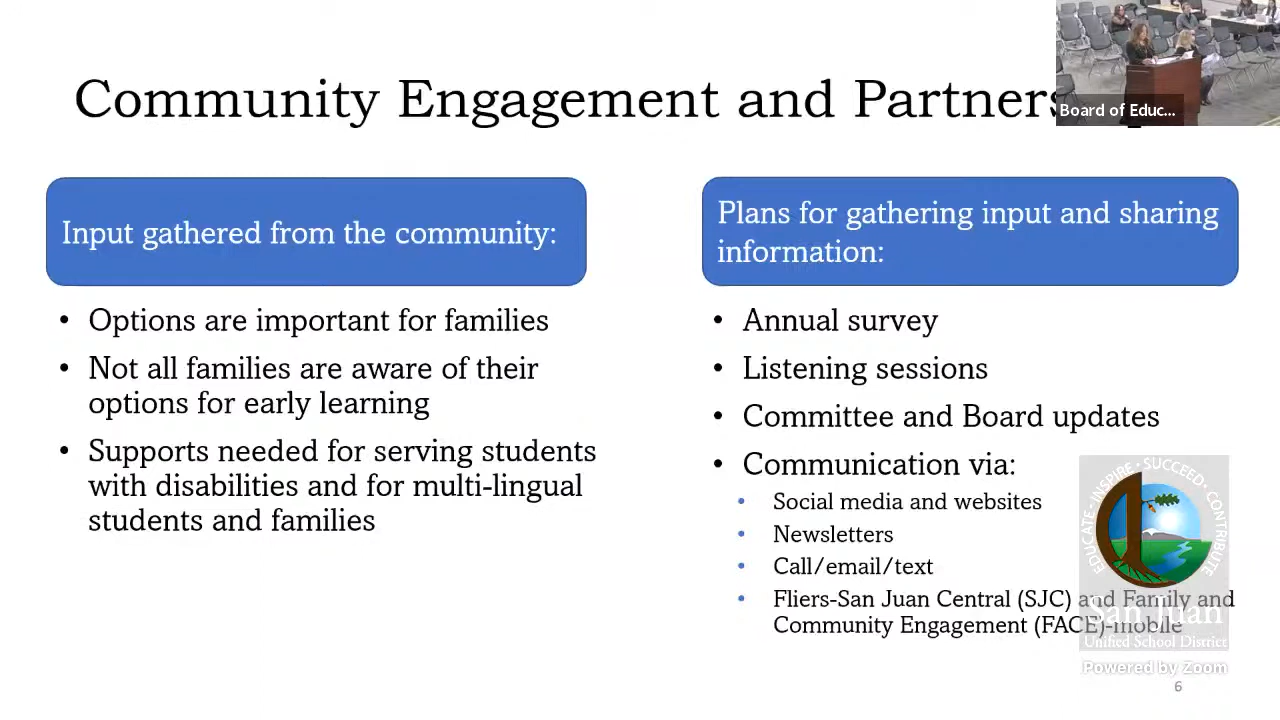 Community Engagement and Partners
Board of Educ...
Input gathered from the community:
• Options are important for families
• Not all families are aware of their
options for early learning
• Supports needed for serving students
with disabilities and for multi-lingual
students and families
Plans for gathering input and sharing
information:
• Annual survey
• Listening sessions
• Committee and Board updates
• Communication via:
• Social media and websites
• Newsletters
• Call/email/text
• Fliers-San Juan Central (SJC) and Family and
Community Engagement (FACE)-mobile
EDUCATE · INSPIRE · SUCCEED · CONTRIBUTE
San Juan
Unified School District
Powered by Zoom
6